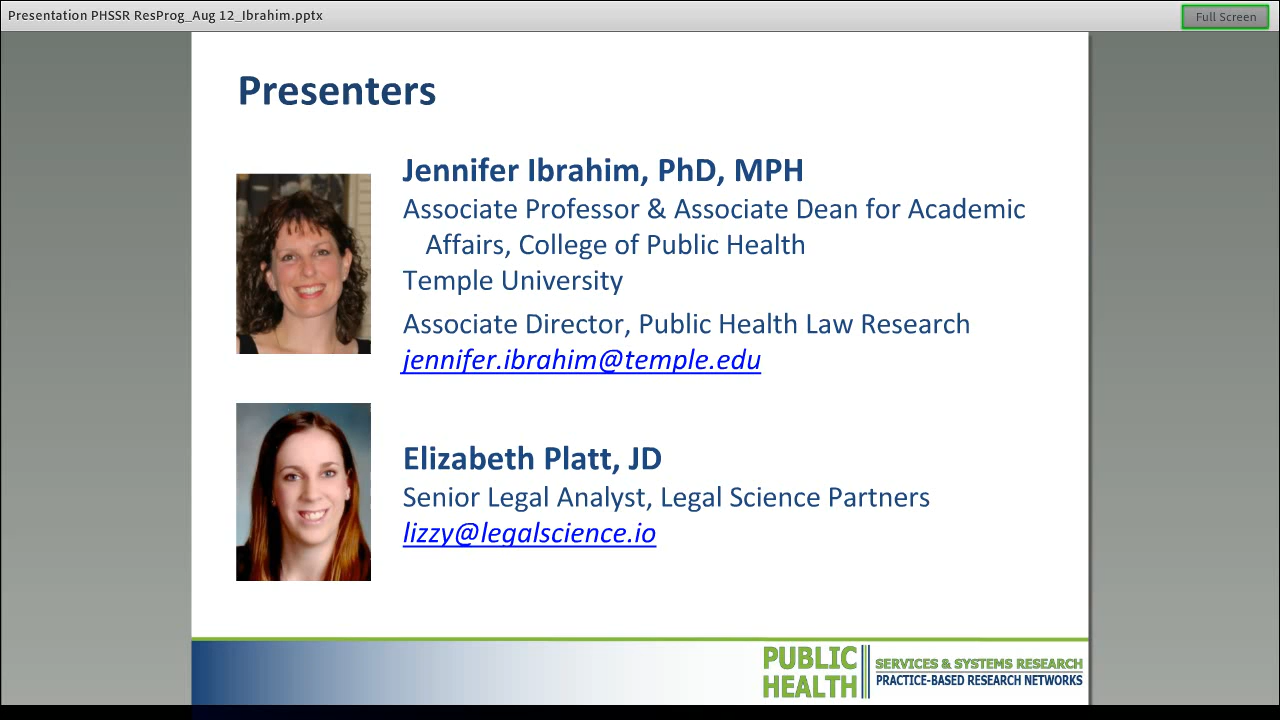 Presentation PHSSR ResProg_Aug 12_Ibrahim.pptx
Full Screen
Presenters
Jennifer Ibrahim, PhD, MPH
Associate Professor & Associate Dean for Academic
Affairs, College of Public Health
Temple University
Associate Director, Public Health Law Research
jennifer.ibrahim@temple.edu
Elizabeth Platt, JD
Senior Legal Analyst, Legal Science Partners
lizzy@legalscience.io
PUBLIC
HEALTH
SERVICES & SYSTEMS RESEARCH
PRACTICE-BASED RESEARCH NETWORKS